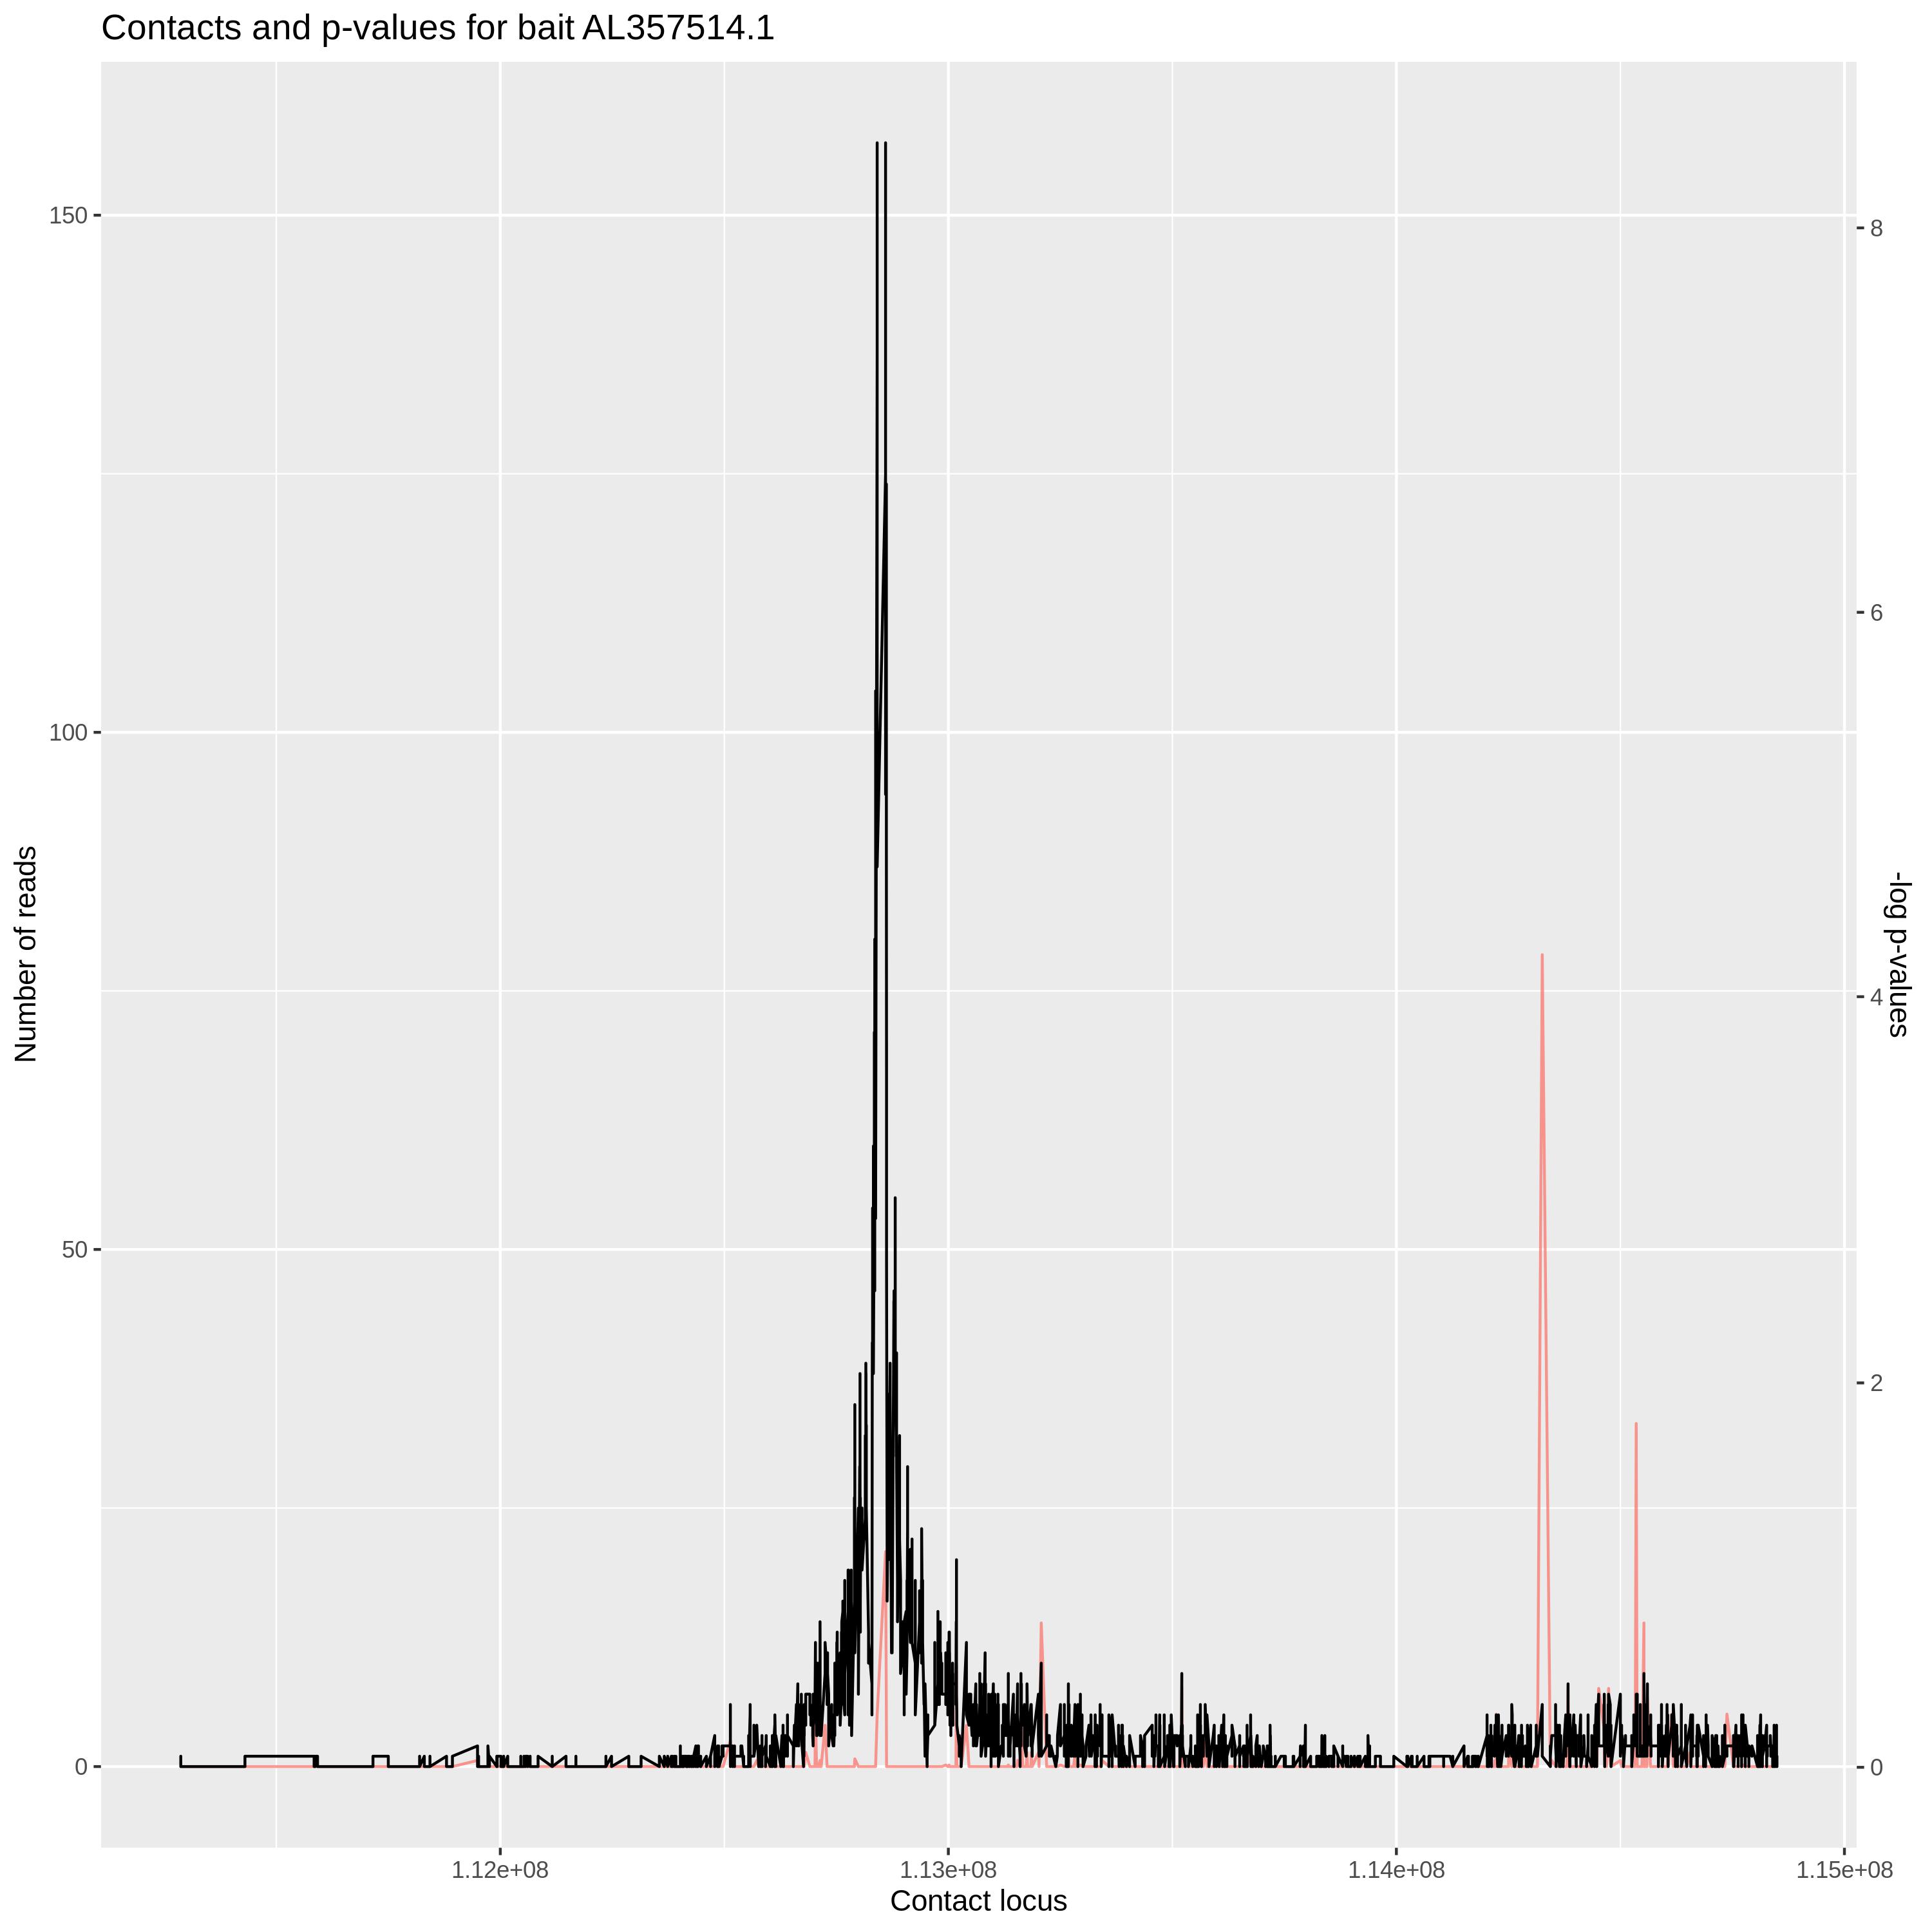 Contacts and p-values for bait AL357514.1
150
100
50
0
8
6
4
2
0
Number of reads
-log p-values
1.12e+08
1.13e+08
1.14e+08
1.15e+08
Contact locus